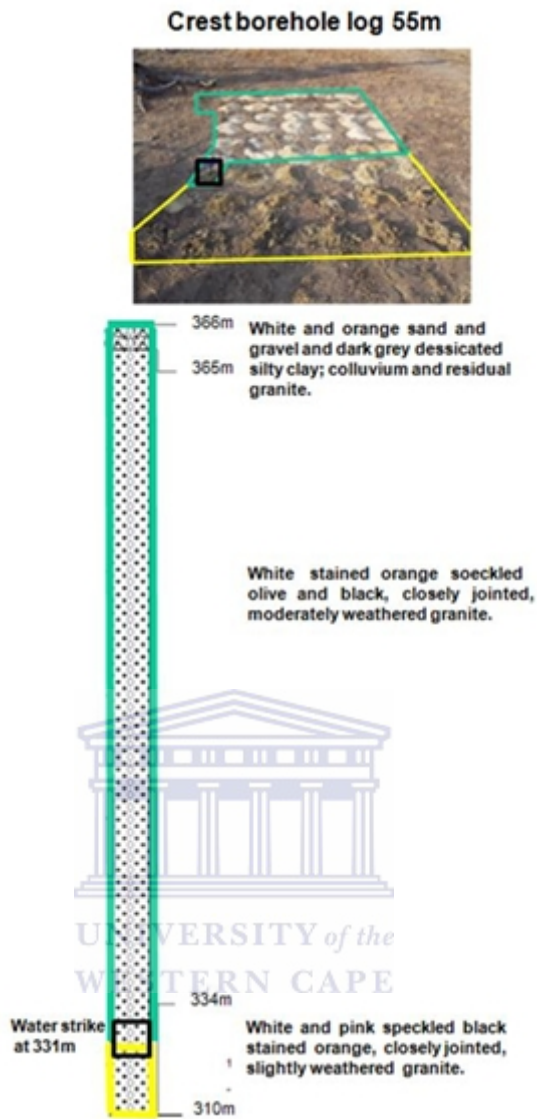 Crest borehole log 55m
366m
White and orange sand and
gravel and dark grey dessicated
silty clay; colluvium and residual
granite.
365m
White stained orange soeckled
olive and black, closely jointed,
moderately weathered granite.
UNIVERSITY of the
WESTERN CAPE
334m
Water strike
at 331m
White and pink speckled black
stained orange, closely jointed,
slightly weathered granite.
310m